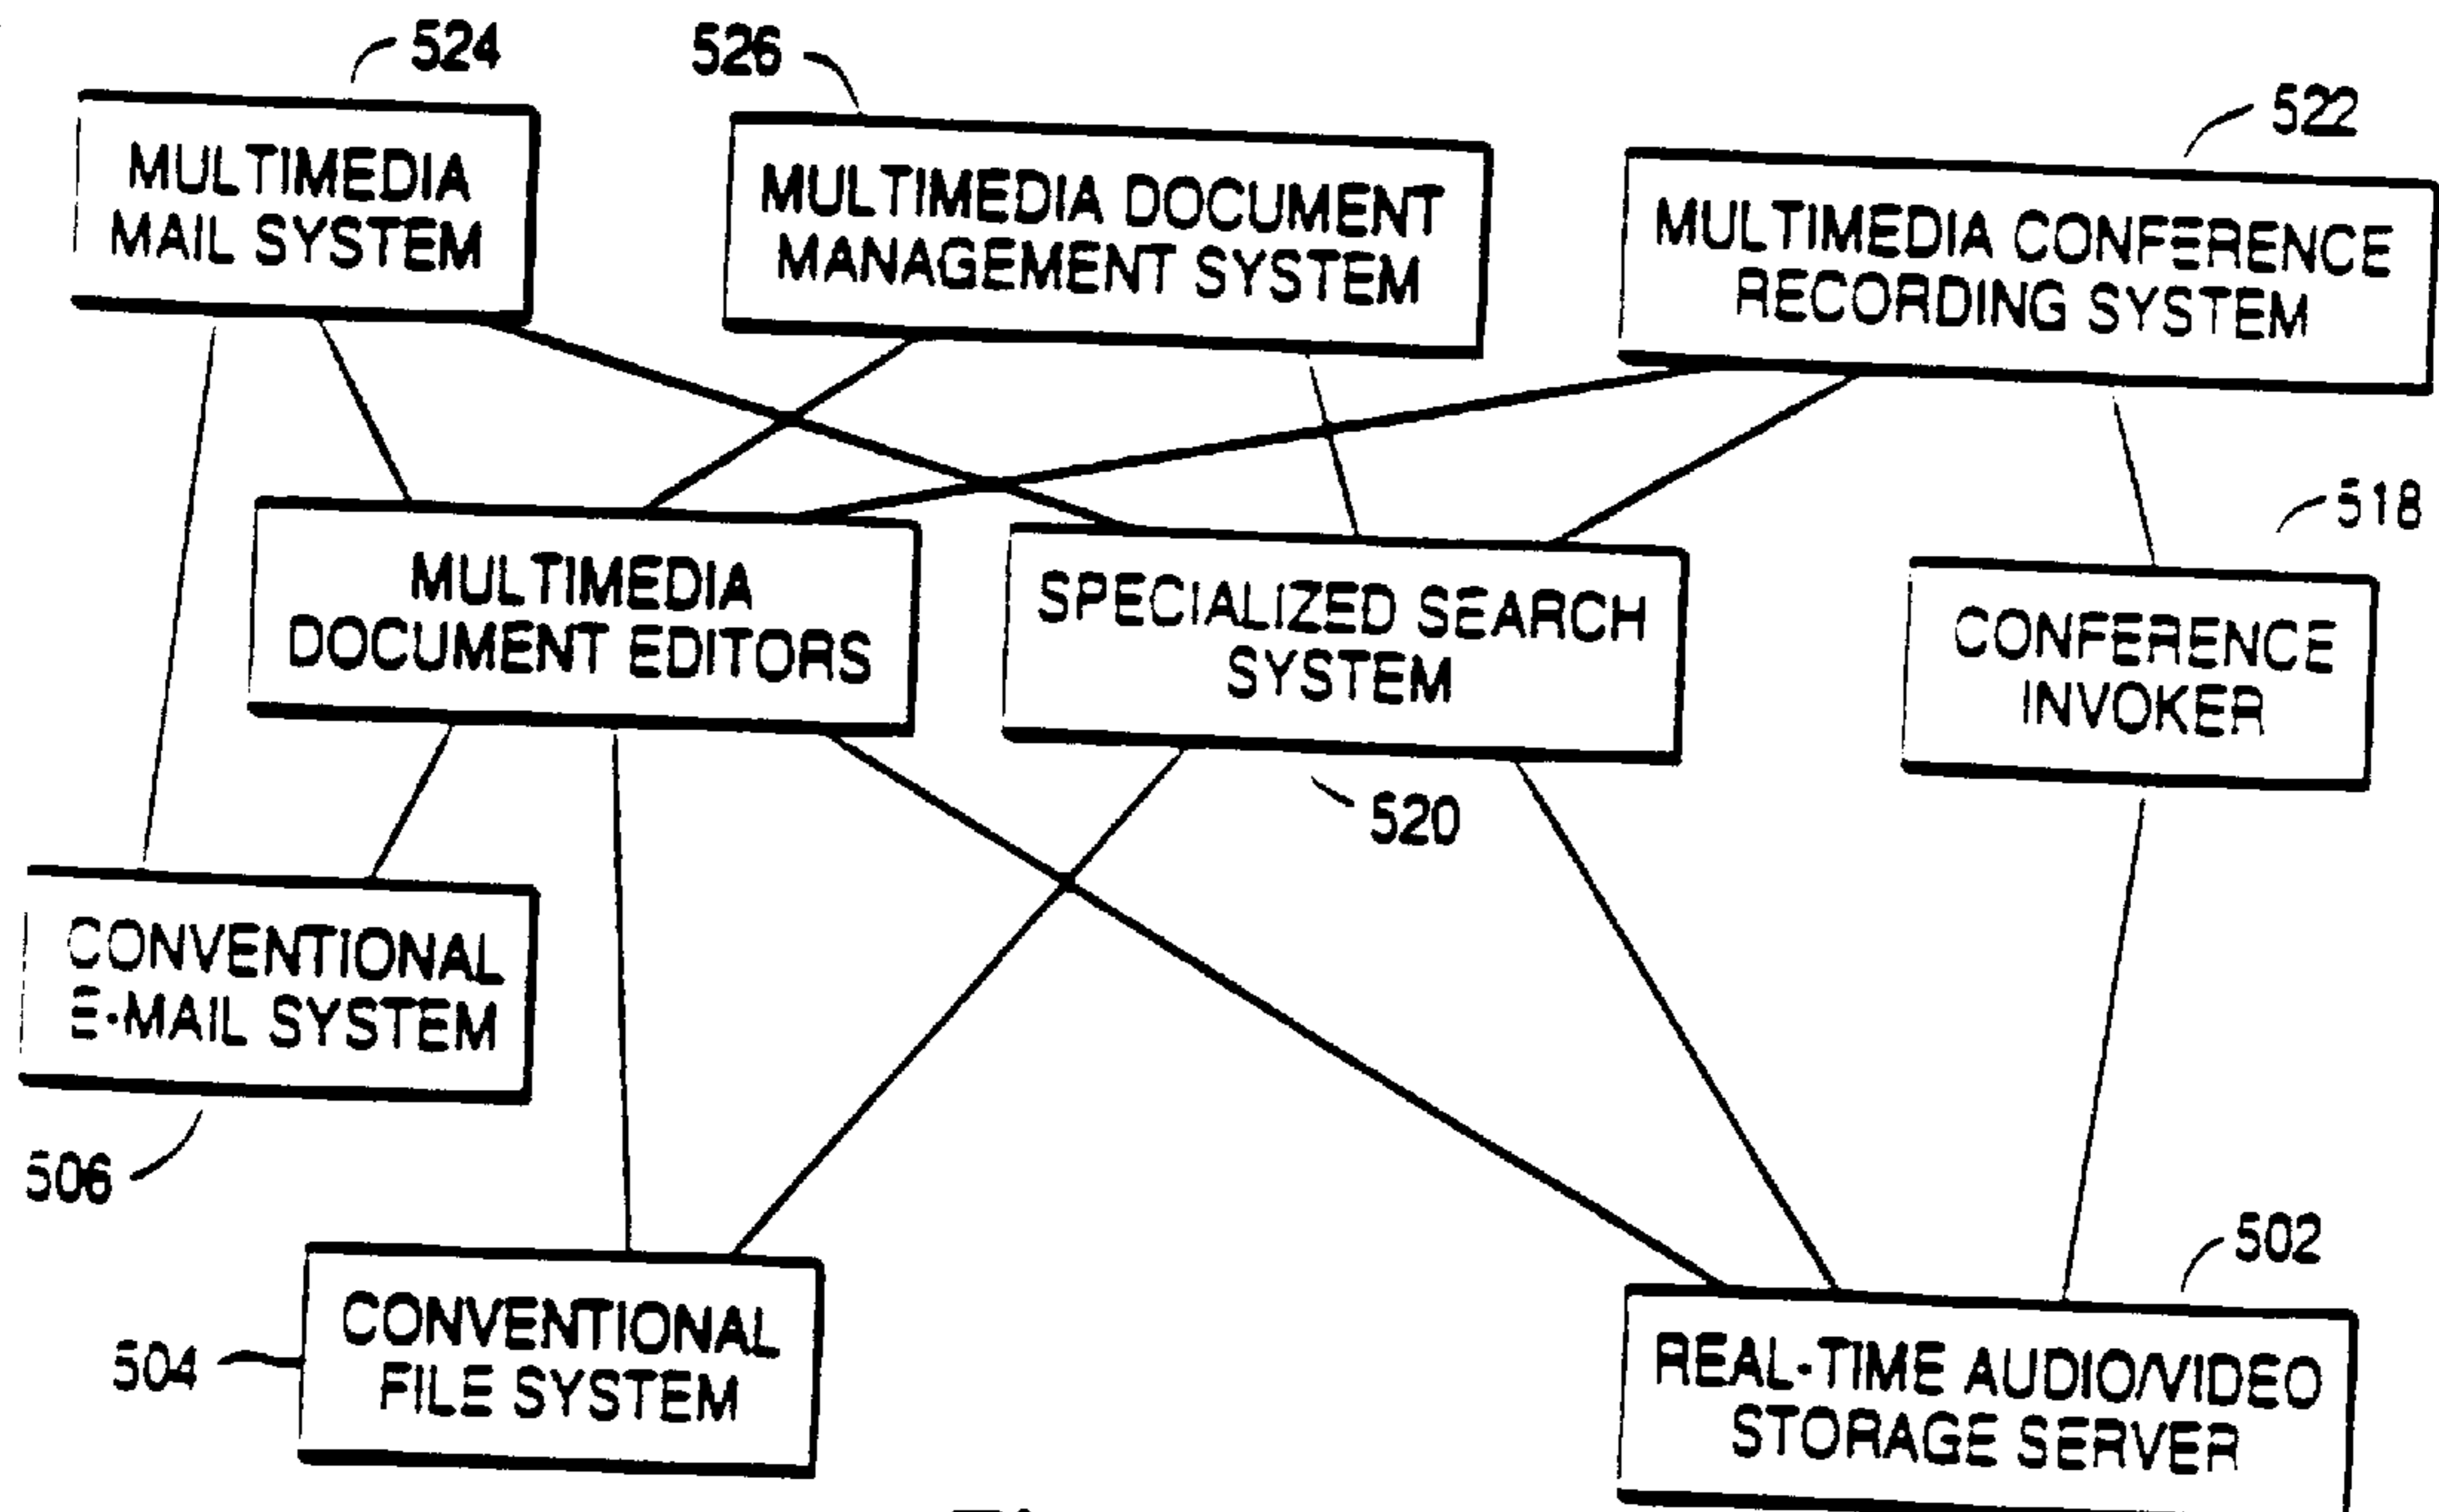 524
526
522
MULTIMEDIA
MAIL SYSTEM
MULTIMEDIA DOCUMENT
MANAGEMENT SYSTEM
MULTIMEDIA CONFERENCE
RECORDING SYSTEM
518
MULTIMEDIA
DOCUMENT EDITORS
SPECIALIZED SEARCH
SYSTEM
CONFERENCE
INVOKER
520
CONVENTIONAL
E-MAIL SYSTEM
506
502
504
CONVENTIONAL
FILE SYSTEM
REAL-TIME AUDIO/VIDEO
STORAGE SERVER